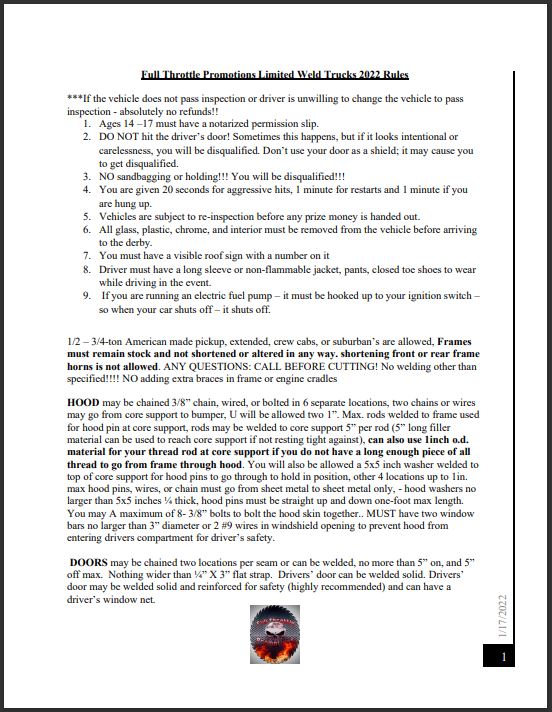 Full Throttle Promotions Limited Weld Trucks 2022 Rules
***If the vehicle does not pass inspection or driver is unwilling to change the vehicle to pass
inspection - absolutely no refunds!!
1. Ages 14 –17 must have a notarized permission slip.
2. DO NOT hit the driver's door! Sometimes this happens, but if it looks intentional or
carelessness, you will be disqualified. Don't use your door as a shield; it may cause you
to get disqualified.
3. NO sandbagging or holding!!! You will be disqualified!!!
4. You are given 20 seconds for aggressive hits, 1 minute for restarts and 1 minute if you
are hung up.
5. Vehicles are subject to re-inspection before any prize money is handed out.
6. All glass, plastic, chrome, and interior must be removed from the vehicle before arriving
to the derby.
7. You must have a visible roof sign with a number on it
8. Driver must have a long sleeve or non-flammable jacket, pants, closed toe shoes to wear
while driving in the event.
9. If you are running an electric fuel pump – it must be hooked up to your ignition switch –
so when your car shuts off – it shuts off.
1/2 – 3/4-ton American made pickup, extended, crew cabs, or suburban's are allowed, Frames
must remain stock and not shortened or altered in any way. shortening front or rear frame
horns is not allowed. ANY QUESTIONS: CALL BEFORE CUTTING! No welding other than
specified!!!! NO adding extra braces in frame or engine cradles
HOOD may be chained 3/8" chain, wired, or bolted in 6 separate locations, two chains or wires
may go from core support to bumper, U will be allowed two 1". Max. rods welded to frame used
for hood pin at core support, rods may be welded to core support 5" per rod (5" long filler
material can be used to reach core support if not resting tight against), can also use 1inch o.d.
material for your thread rod at core support if you do not have a long enough piece of all
thread to go from frame through hood. You will also be allowed a 5x5 inch washer welded to
top of core support for hood pins to go through to hold in position, other 4 locations up to 1in.
max hood pins, wires, or chain must go from sheet metal to sheet metal only, - hood washers no
larger than 5x5 inches ¼ thick, hood pins must be straight up and down one-foot max length.
You may A maximum of 8- 3/8" bolts to bolt the hood skin together.. MUST have two window
bars no larger than 3" diameter or 2 #9 wires in windshield opening to prevent hood from
entering drivers compartment for driver's safety.
DOORS may be chained two locations per seam or can be welded, no more than 5" on, and 5"
off max. Nothing wider than ¼" X 3" flat strap. Drivers' door can be welded solid. Drivers'
door may be welded solid and reinforced for safety (highly recommended) and can have a
driver's window net.
Full Throttle
1/17/2022
1